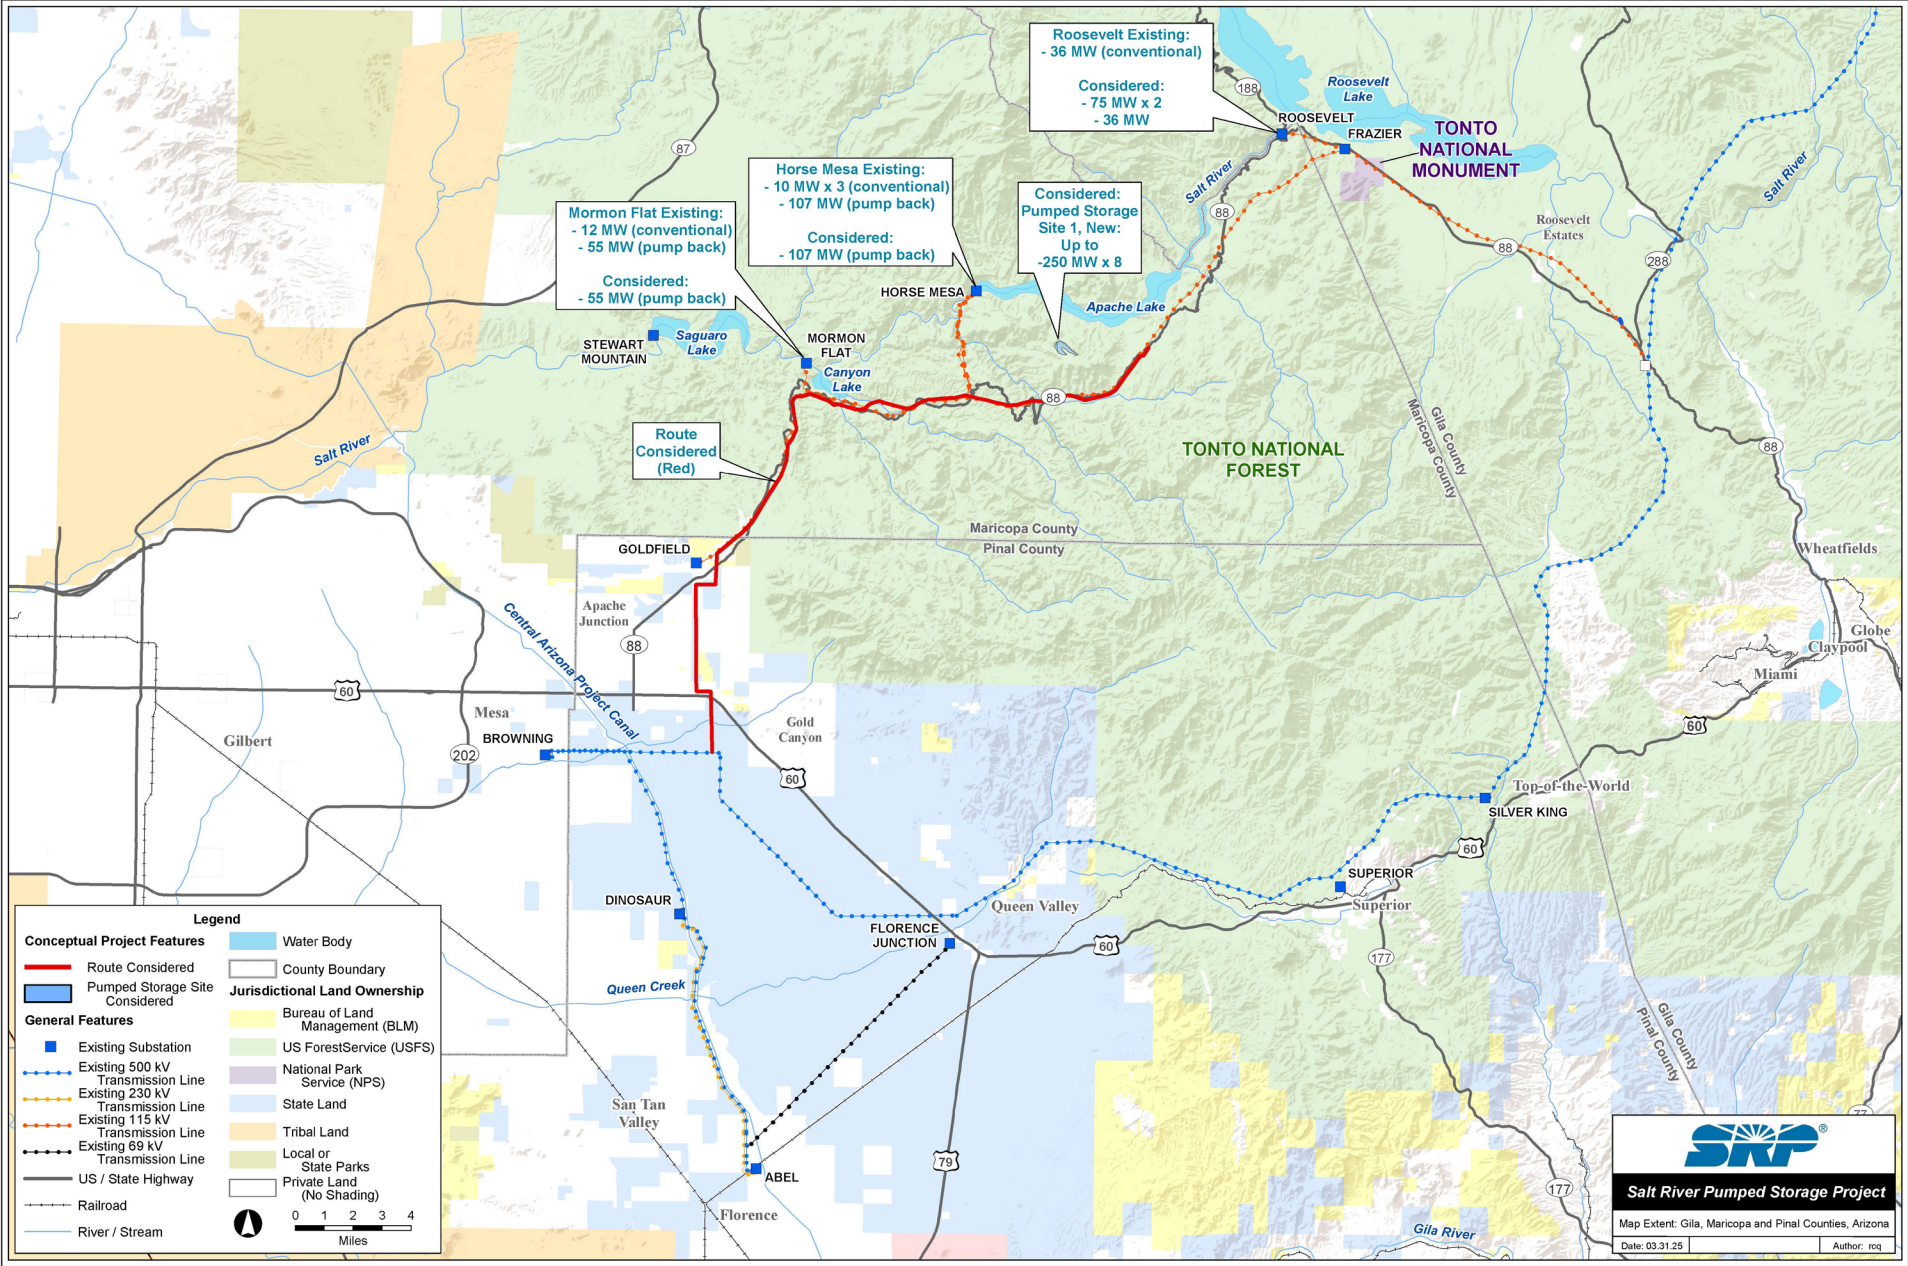 Roosevelt Existing:
- 36 MW (conventional)
Considered:
- 75 MW x 2
- 36 MW
188
Roosevelt
Lake
ROOSEVELT
FRAZIER
TONTO
NATIONAL
MONUMENT
87
Horse Mesa Existing:
- 10 MW x 3 (conventional)
- 107 MW (pump back)
Considered:
- 107 MW (pump back)
Considered:
Pumped Storage
Site 1, New:
Up to
-250 MW x 8
Salt River
Salt River
88
Mormon Flat Existing:
- 12 MW (conventional)
- 55 MW (pump back)
Considered:
- 55 MW (pump back)
Roosevelt
Estates
88
288
HORSE MESA
Apache Lake
STEWART
MOUNTAIN
Saguaro
Lake
MORMON
FLAT
Canyon
Lake
88
Route
Considered
(Red)
Salt River
TONTO NATIONAL
FOREST
Gila County
Maricopa County
88
Maricopa County
Pinal County
GOLDFIELD
Wheatfields
Apache
Junction
Central Arizona Project Canal
88
Globe
Claypool
Miami
60
60
Mesa
Gold
Canyon
Gilbert
BROWNING
202
60
Top-of-the-World
SILVER KING
60
SUPERIOR
Superior
DINOSAUR
Queen Valley
FLORENCE
JUNCTION
60
177
Queen Creek
Gila County
Pinal County
San Tan
Valley
77
79
ABEL
177
Florence
Gila River
Legend
Conceptual Project Features
Route Considered
Pumped Storage Site
Considered
General Features
Existing Substation
Existing 500 kV
Transmission Line
Existing 230 kV
Transmission Line
Existing 115 kV
Transmission Line
Existing 69 kV
Transmission Line
US / State Highway
Railroad
River / Stream
Water Body
County Boundary
Jurisdictional Land Ownership
Bureau of Land
Management (BLM)
US ForestService (USFS)
National Park
Service (NPS)
State Land
Tribal Land
Local or
State Parks
Private Land
(No Shading)
0 1 2 3 4
Miles
SRP®
Salt River Pumped Storage Project
Map Extent: Gila, Maricopa and Pinal Counties, Arizona
Date: 03.31.25
Author: rcq